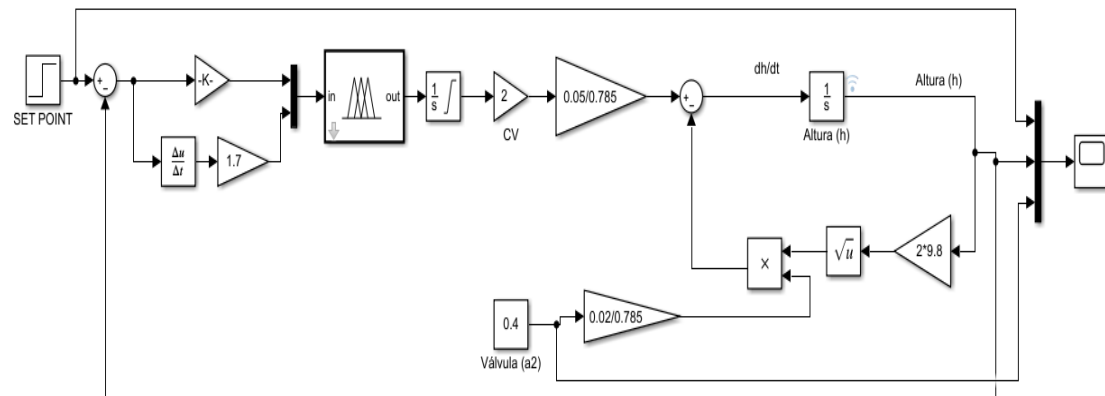 dh/dt
Altura (h)
-K-
in
out
1
s
2
0.05/0.785
+
−
+
−
1
s
SET POINT
CV
Altura (h)
Δu
Δt
1.7
√u
2*9.8
×
0.4
0.02/0.785
Válvula (a2)